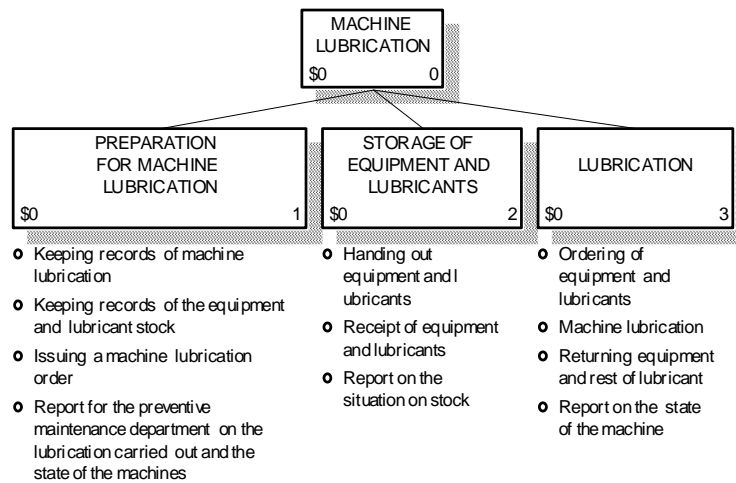 MACHINE
LUBRICATION
$0 0
PREPARATION
FOR MACHINE
LUBRICATION
$0 1
STORAGE OF
EQUIPMENT AND
LUBRICANTS
$0 2
LUBRICATION
$0 3
Keeping records of machine
lubrication
Keeping records of the equipment
and lubricant stock
Issuing a machine lubrication
order
Report for the preventive
maintenance department on the
lubrication carried out and the
state of the machines
Handing out
equipment and l
ubricants
Receipt of equipment
and lubricants
Report on the
situation on stock
Ordering of
equipment and
lubricants
Machine lubrication
Returning equipment
and rest of lubricant
Report on the state
of the machine